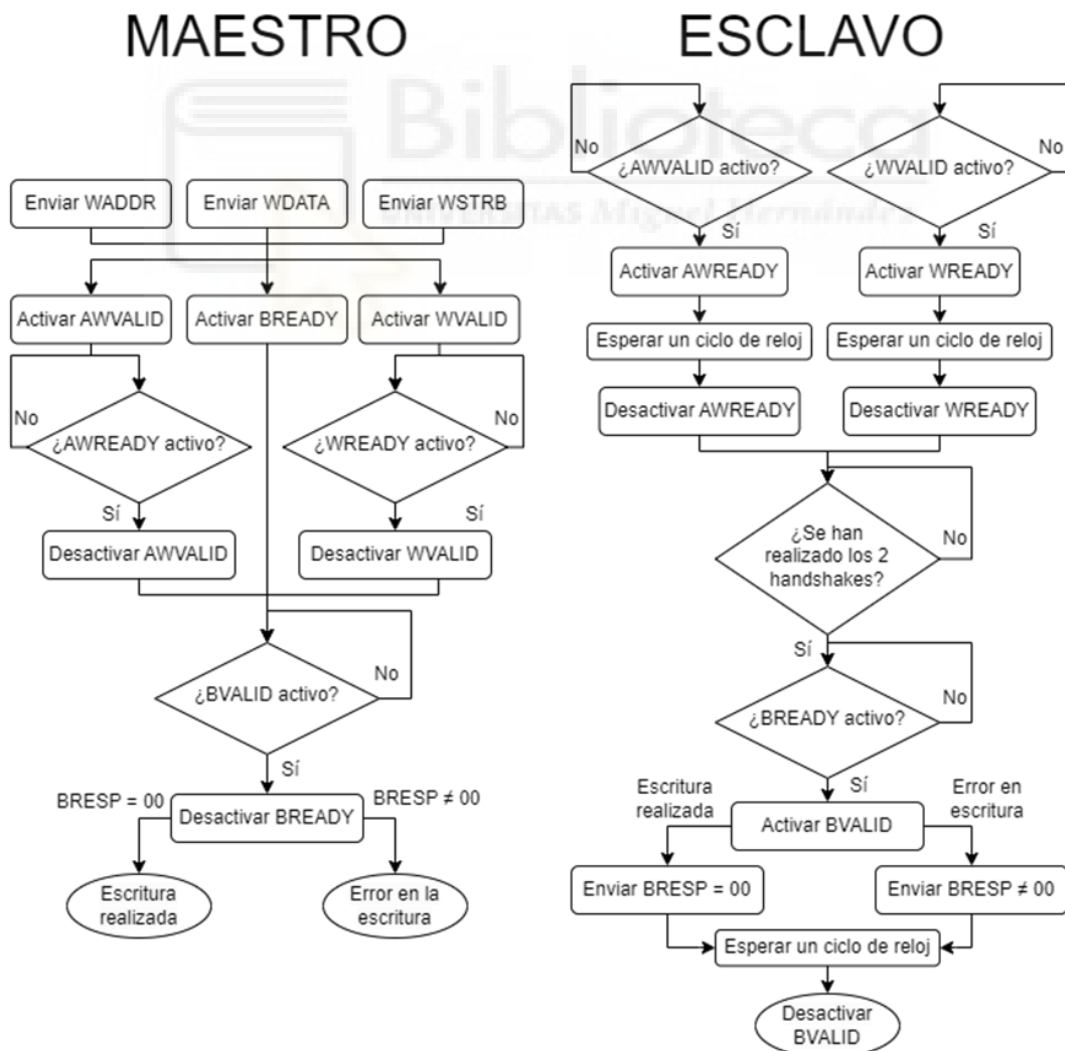 MAESTRO
ESCLAVO
Biblioteca
UNIVERSITAS Miguel Hernández
Enviar WADDR
Enviar WDATA
Enviar WSTRB
Activar AWVALID
Activar BREADY
Activar WVALID
No
¿AWREADY activo?
Sí
Desactivar AWVALID
No
¿WREADY activo?
Sí
Desactivar WVALID
¿BVALID activo?
No
Sí
BRESP = 00
Desactivar BREADY
BRESP ≠ 00
Escritura
realizada
Error en la
escritura
No
¿AWVALID activo?
Sí
Activar AWREADY
Esperar un ciclo de reloj
Desactivar AWREADY
¿WVALID activo?
No
Sí
Activar WREADY
Esperar un ciclo de reloj
Desactivar WREADY
¿Se han
realizado los 2
handshakes?
No
Sí
¿BREADY activo?
No
Sí
Escritura
realizada
Activar BVALID
Error en
escritura
Enviar BRESP = 00
Enviar BRESP ≠ 00
Esperar un ciclo de reloj
Desactivar
BVALID